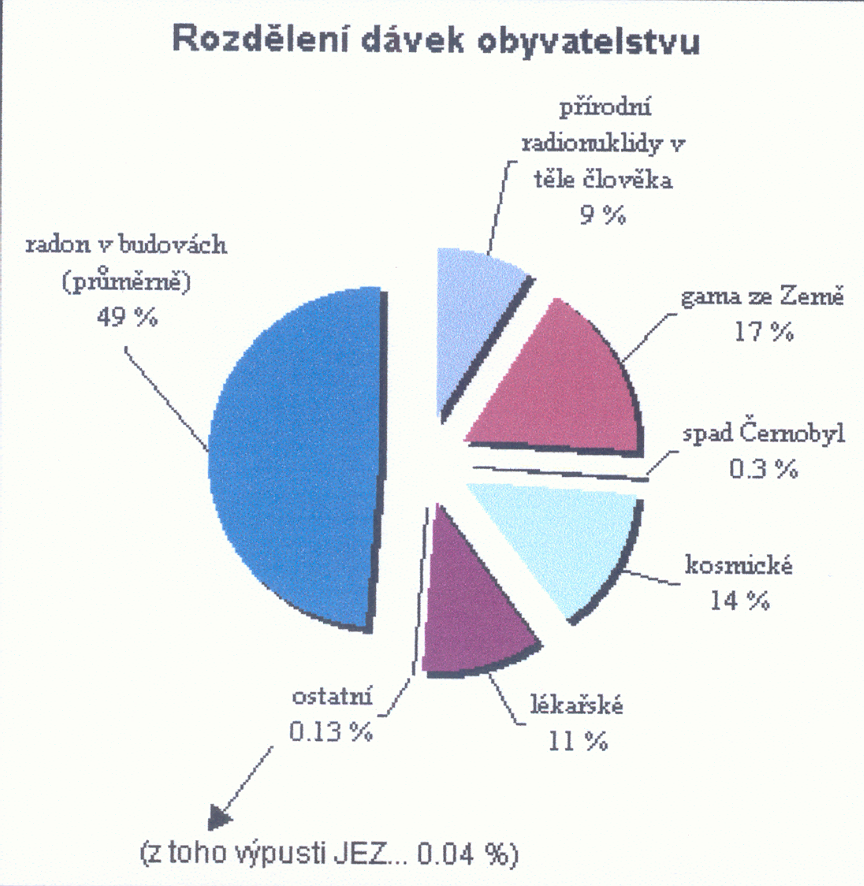 Rozdělení dávek obyvatelstvu
přírodní
radionuklidy v
těle člověka
9 %
radon v budovách
(průměrně)
49 %
gama ze Země
17 %
spad Černobyl
0.3 %
kosmické
14 %
lékařské
11 %
ostatní
0.13 %
(z toho výpusti JEZ... 0.04 %)